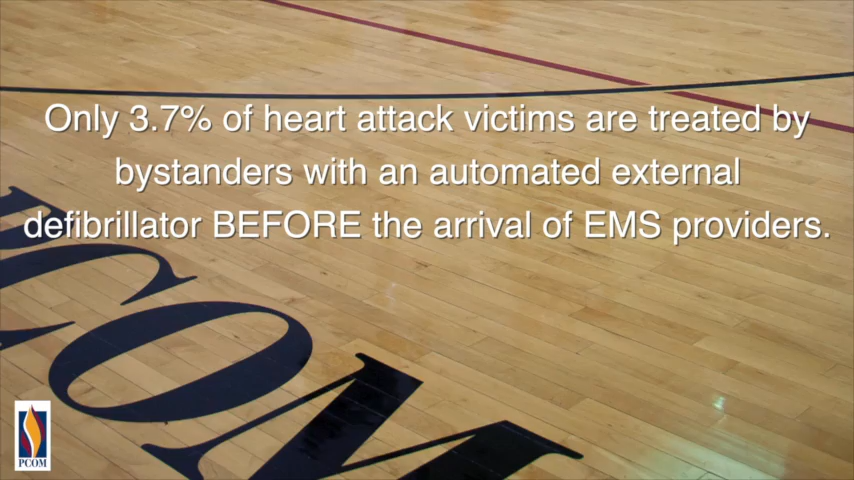 Only 3.7% of heart attack victims are treated by
bystanders with an automated external
defibrillator BEFORE the arrival of EMS providers.
COM
PCOM